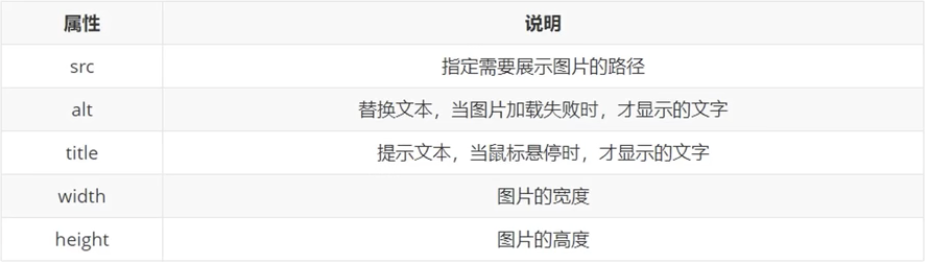 属性 说明
src 指定需要展示图片的路径
alt 替换文本，当图片加载失败时，才显示的文字
title 提示文本，当鼠标悬停时，才显示的文字
width 图片的宽度
height 图片的高度